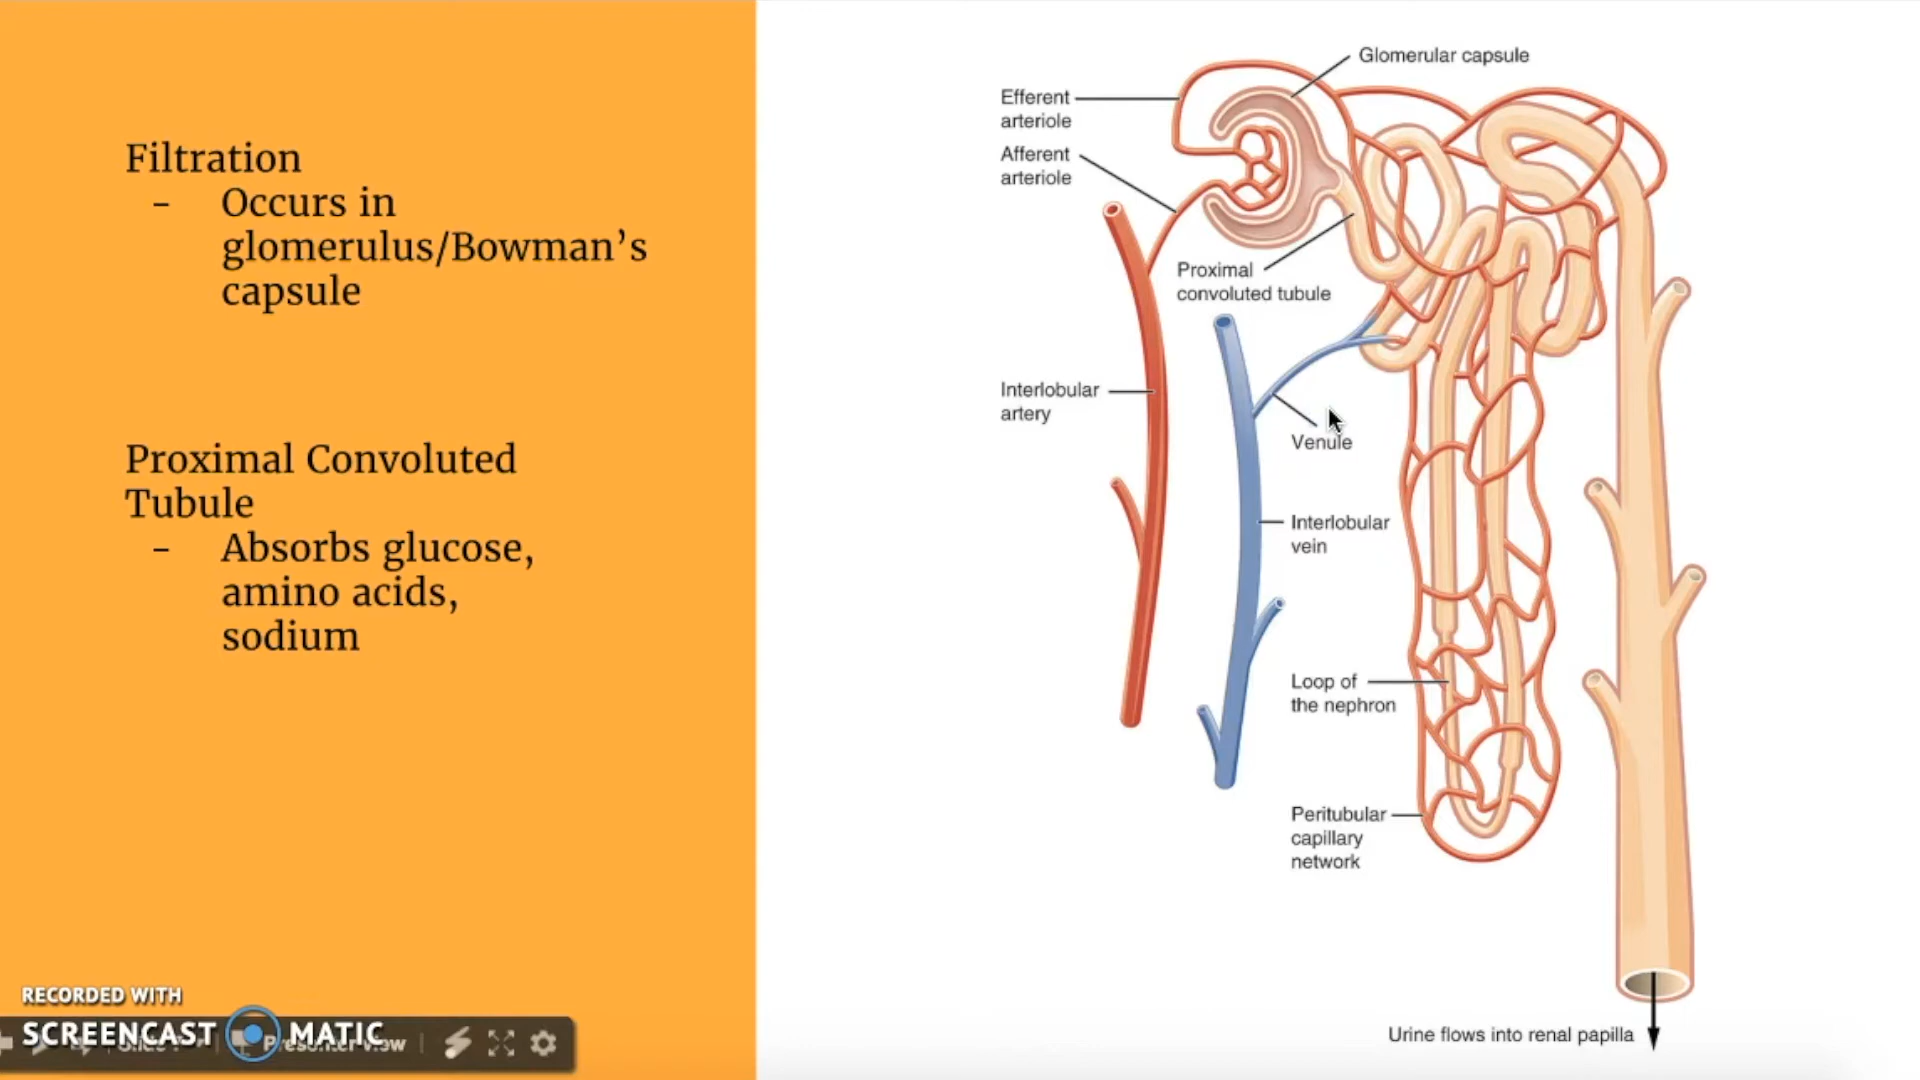 Filtration
- Occurs in
glomerulus/Bowman's
capsule
Proximal Convoluted
Tubule
- Absorbs glucose,
amino acids,
sodium
Glomerular capsule
Efferent
arteriole
Afferent
arteriole
Proximal
convoluted tubule
Interlobular
artery
Venule
Interlobular
vein
Loop of
the nephron
Peritubular
capillary
network
Urine flows into renal papilla
RECORDED WITH
SCREENCAST MATIC
Presenter view